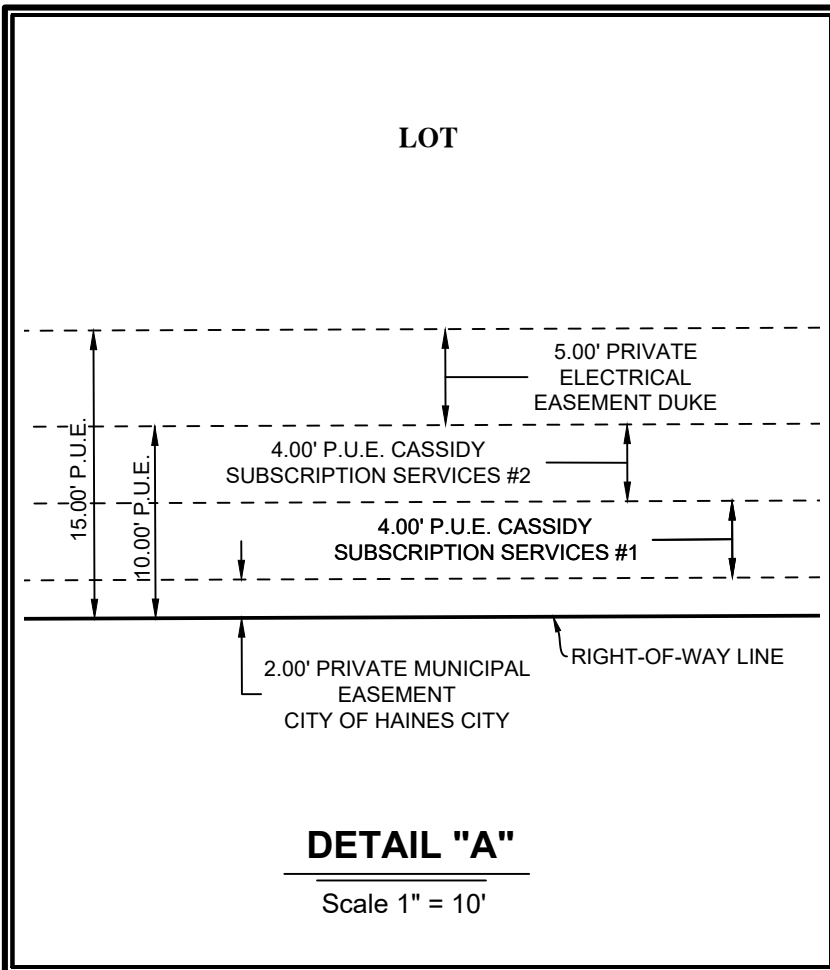 LOT
15.00' P.U.E.
10.00' P.U.E.
5.00' PRIVATE
ELECTRICAL
EASEMENT DUKE
4.00' P.U.E. CASSIDY
SUBSCRIPTION SERVICES #2
4.00' P.U.E. CASSIDY
SUBSCRIPTION SERVICES #1
2.00' PRIVATE MUNICIPAL
EASEMENT
CITY OF HAINES CITY
RIGHT-OF-WAY LINE
DETAIL "A"
Scale 1" = 10'